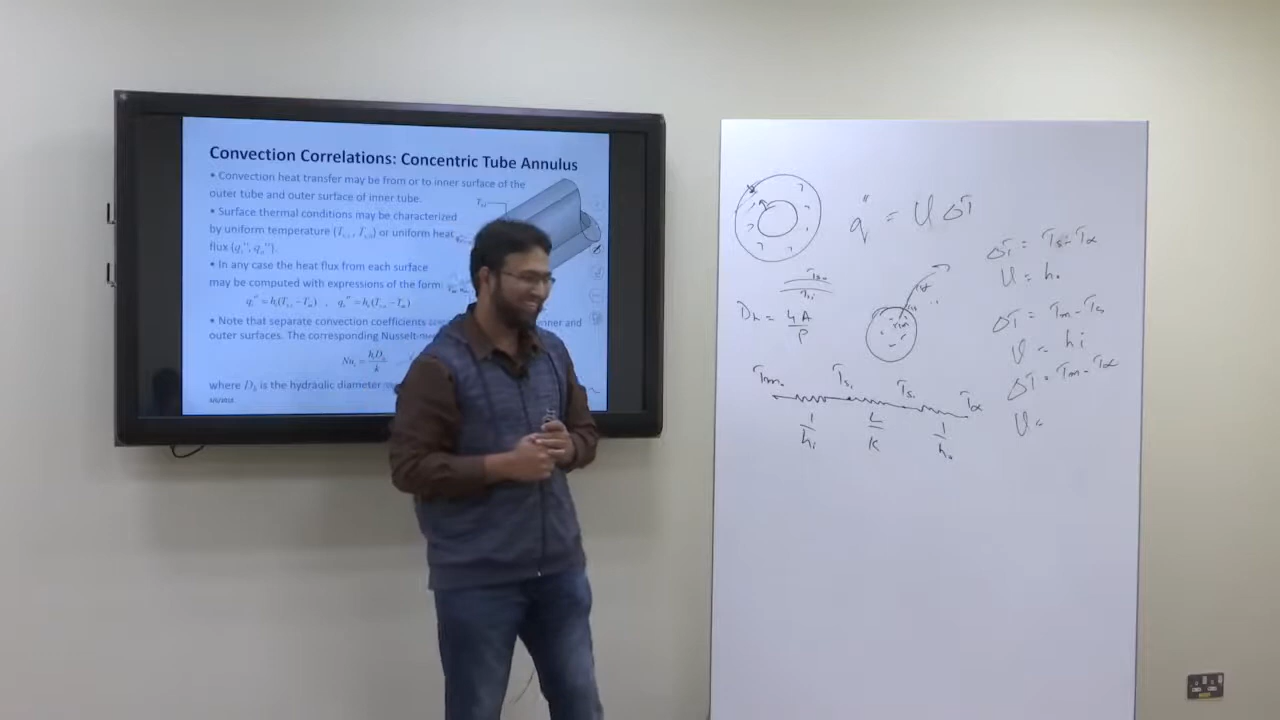 Convection Correlations: Concentric Tube Annulus
• Convection heat transfer may be from or to inner surface of the
outer tube and outer surface of inner tube.
• Surface thermal conditions may be characterized
by uniform temperature (T
) or uniform heat
flux (q
• In any case the heat flux from each surface
may be computed with expressions of the form:
• Note that separate convection coefficients
and
outer surfaces. The corresponding Nusselt
Nuᵢ = hᵢDₕ / k
where Dₕ is the hydraulic diameter
q'' = U ΔT
Dₕ = 4A / P
Tm
Ts,
Ts.
T∝
1 / hᵢ
L / k
1 / h₀
ΔT = Ts - T∝
U = h₀
ΔT = Tm - Ts
U = hi
ΔT = Tm - T∝
U =